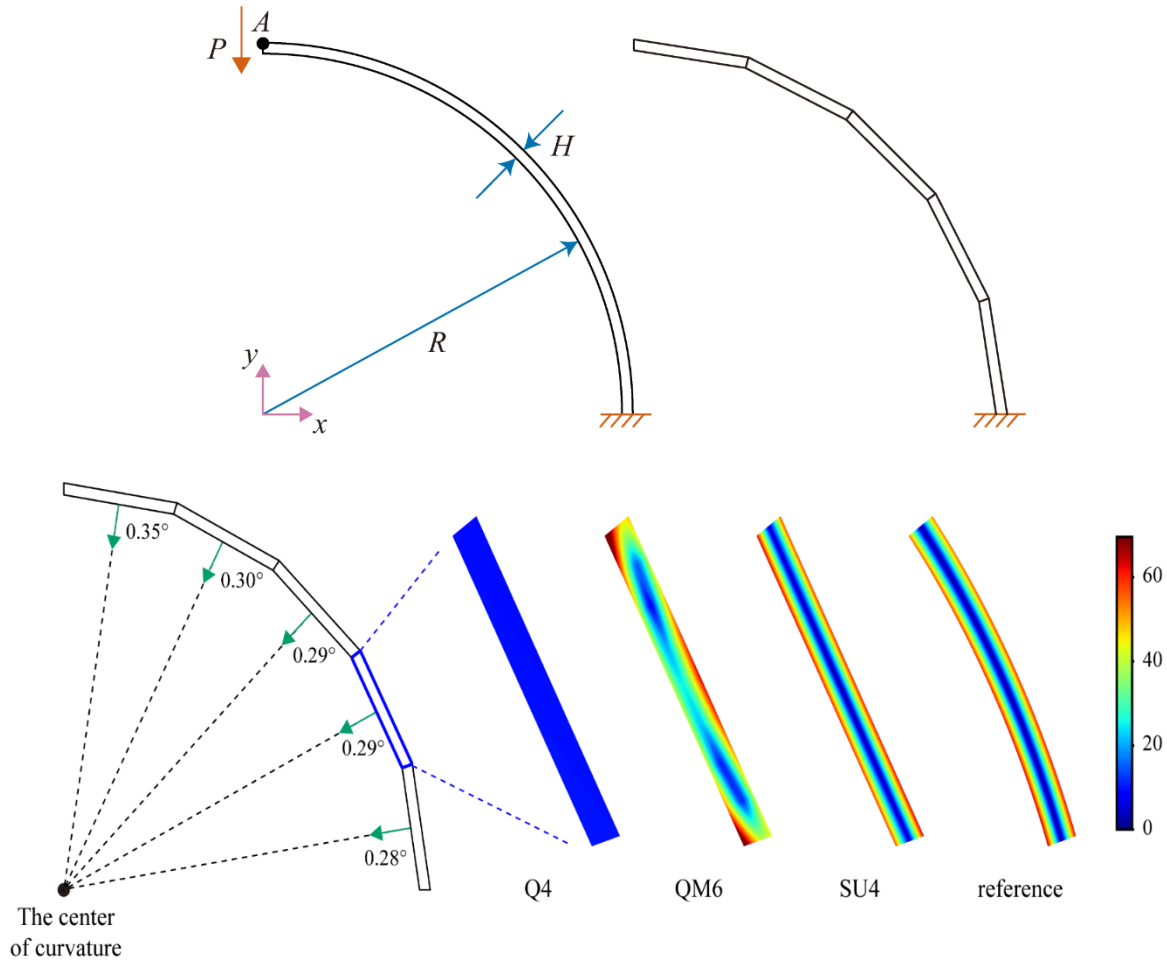 P
A
H
R
y
x
0.35°
0.30°
0.29°
0.29°
0.28°
The center
of curvature
Q4
QM6
SU4
reference
60
40
20
0